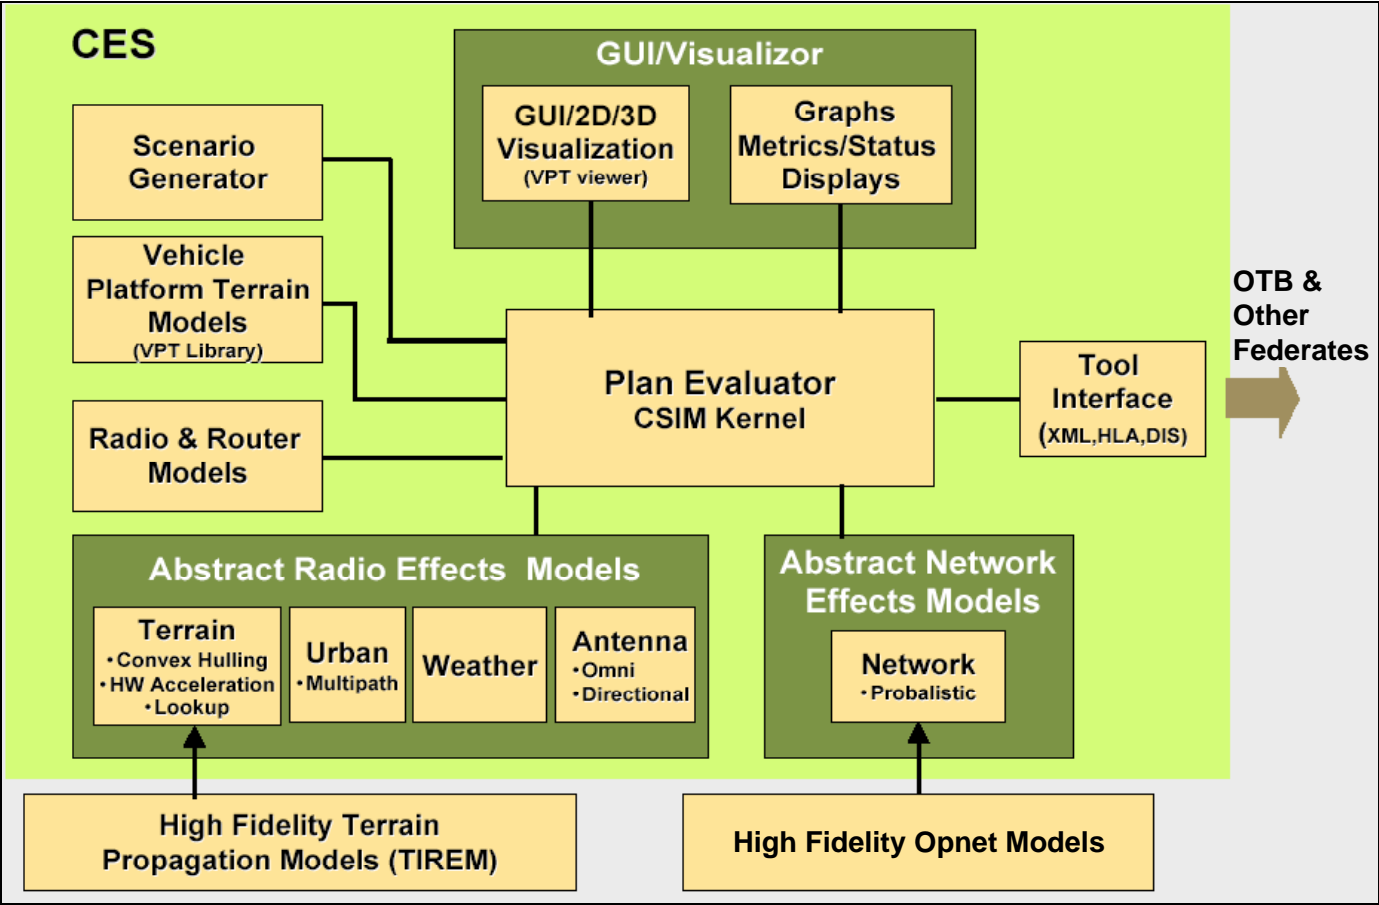 CES
GUI/Visualizor
GUI/2D/3D
Visualization
(VPT viewer)
Graphs
Metrics/Status
Displays
Scenario
Generator
Vehicle
Platform Terrain
Models
(VPT Library)
Radio & Router
Models
Plan Evaluator
CSIM Kernel
Tool
Interface
(XML,HLA,DIS)
OTB &
Other
Federates
Abstract Radio Effects Models
Terrain
•Convex Hulling
•HW Acceleration
•Lookup
Urban
•Multipath
Weather
Antenna
•Omni
•Directional
Abstract Network
Effects Models
Network
•Probalistic
High Fidelity Terrain
Propagation Models (TIREM)
High Fidelity Opnet Models